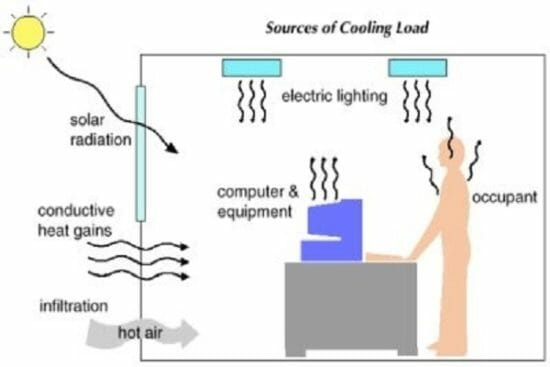 Sources of Cooling Load
electric lighting
solar
radiation
computer &
equipment
occupant
conductive
heat gains
infiltration
hot air